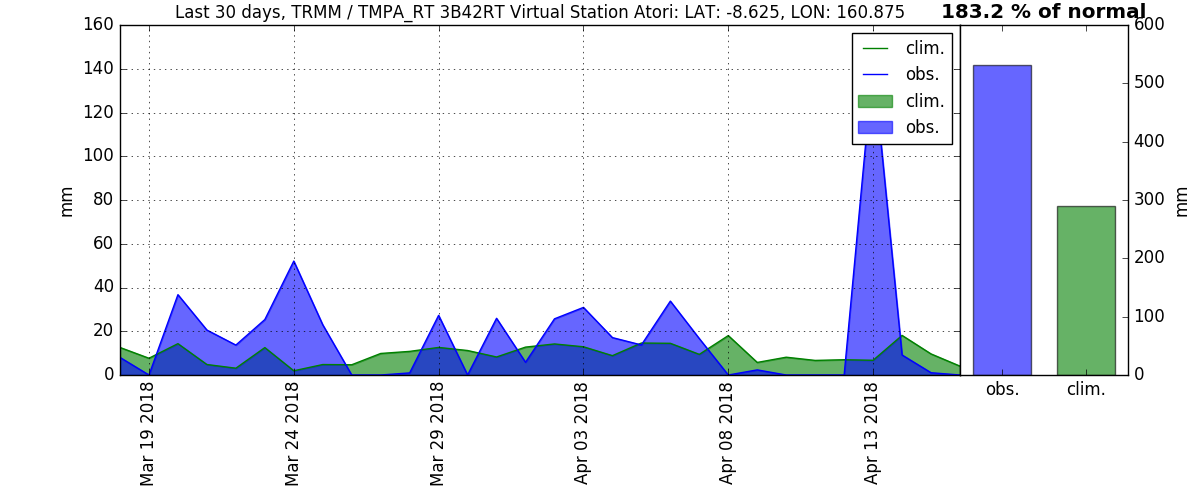 Last 30 days, TRMM / TMPA_RT 3B42RT Virtual Station Atori: LAT: -8.625, LON: 160.875
183.2 % of normal
160
140
120
100
80
60
40
20
0
mm
clim.
obs.
clim.
obs.
Mar 19 2018
Mar 24 2018
Mar 29 2018
Apr 03 2018
Apr 08 2018
Apr 13 2018
600
500
400
300
200
100
0
mm
obs.
clim.